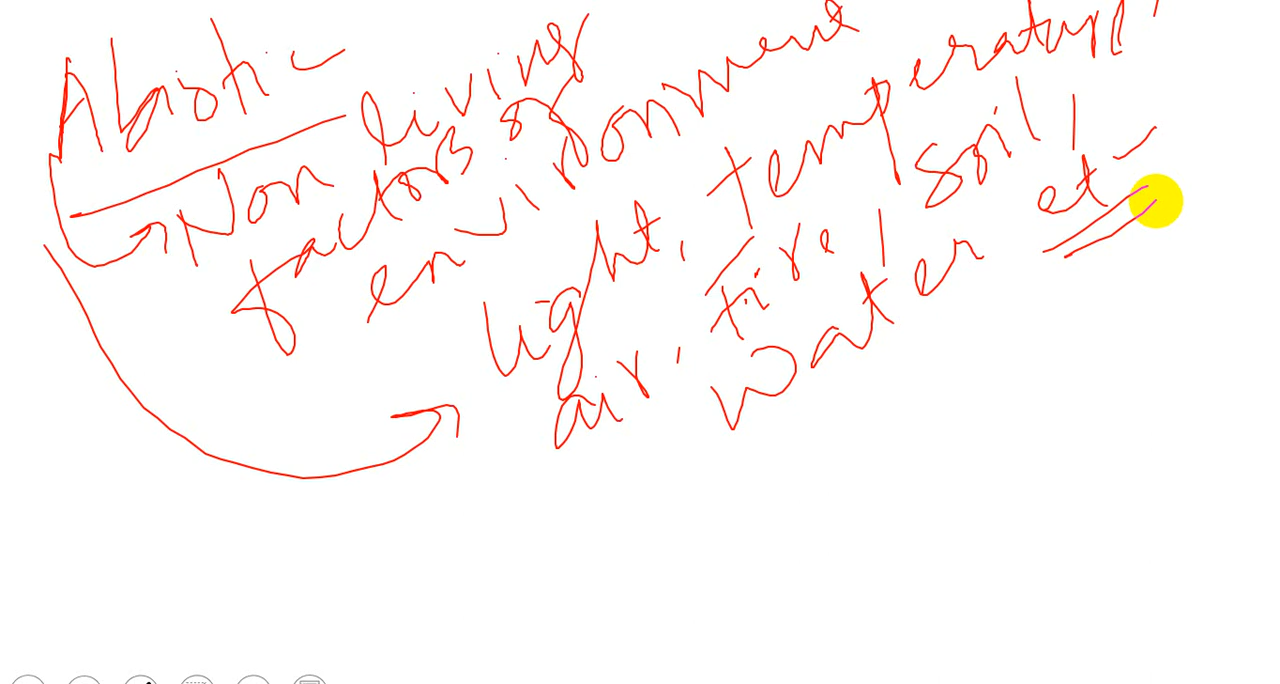 Abiotic
Non living
factors of
environment
light, temperature,
air, fire, soil,
water etc